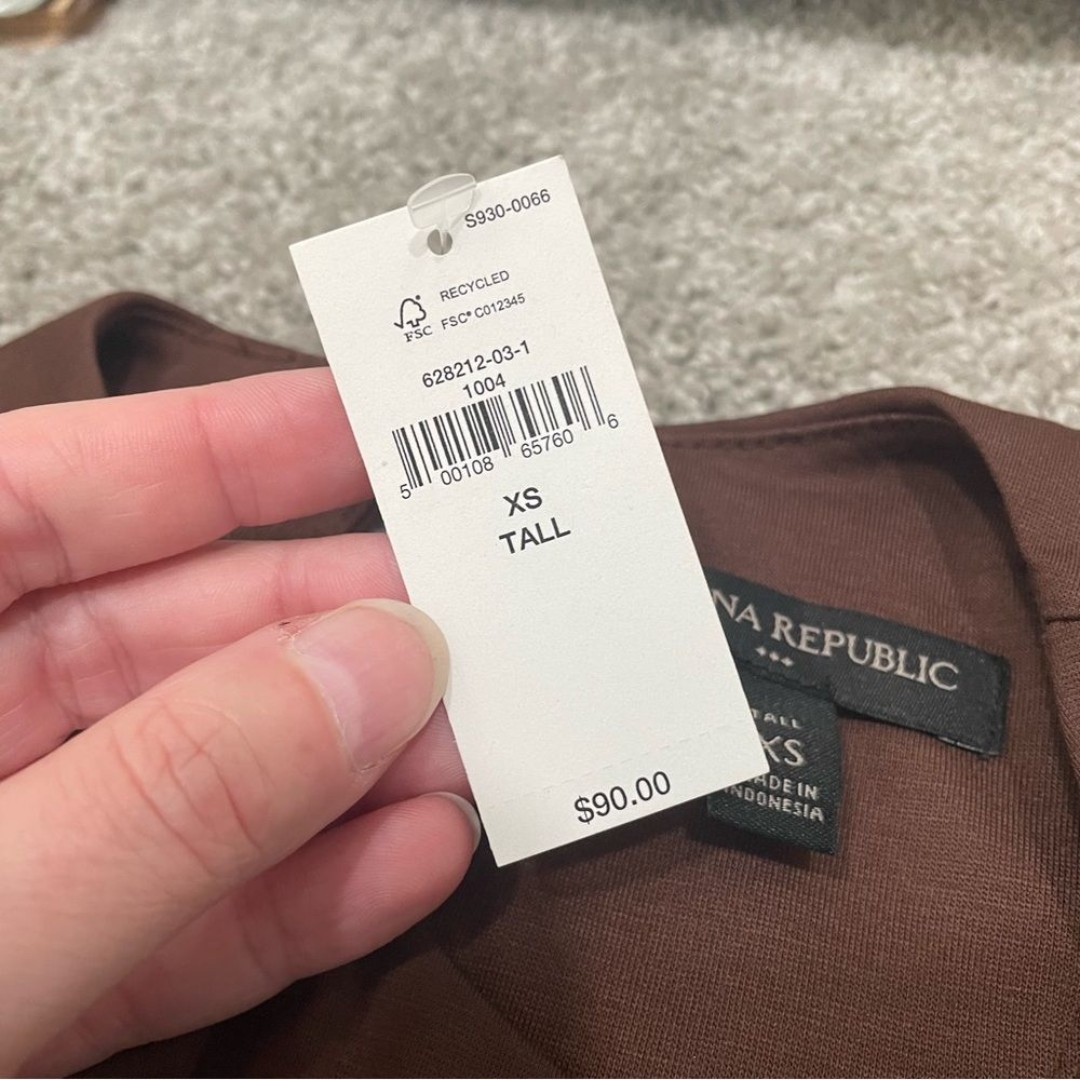 S930-0066
RECYCLED
FSC® C012345
FSC
628212-03-1
1004
5 00108 65760 6
XS
TALL
$90.00
NA REPUBLIC
TALL
XS
MADE IN
INDONESIA